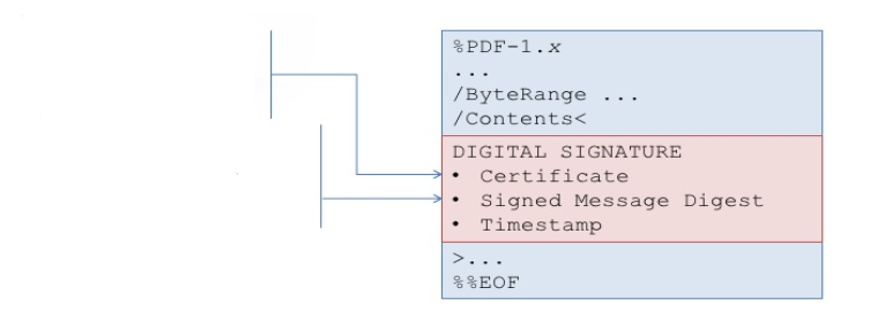 %PDF-1.x
...
/ByteRange ...
/Contents<
DIGITAL SIGNATURE
• Certificate
• Signed Message Digest
• Timestamp
>...
%%EOF